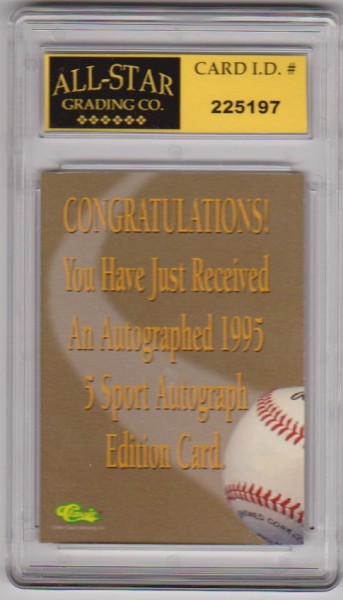 ALL-STAR
GRADING CO.
CARD I.D. #
225197
CONGRATULATIONS!
You Have Just Received
An Autographed 1995
5 Sport Autograph
Edition Card.
Classic